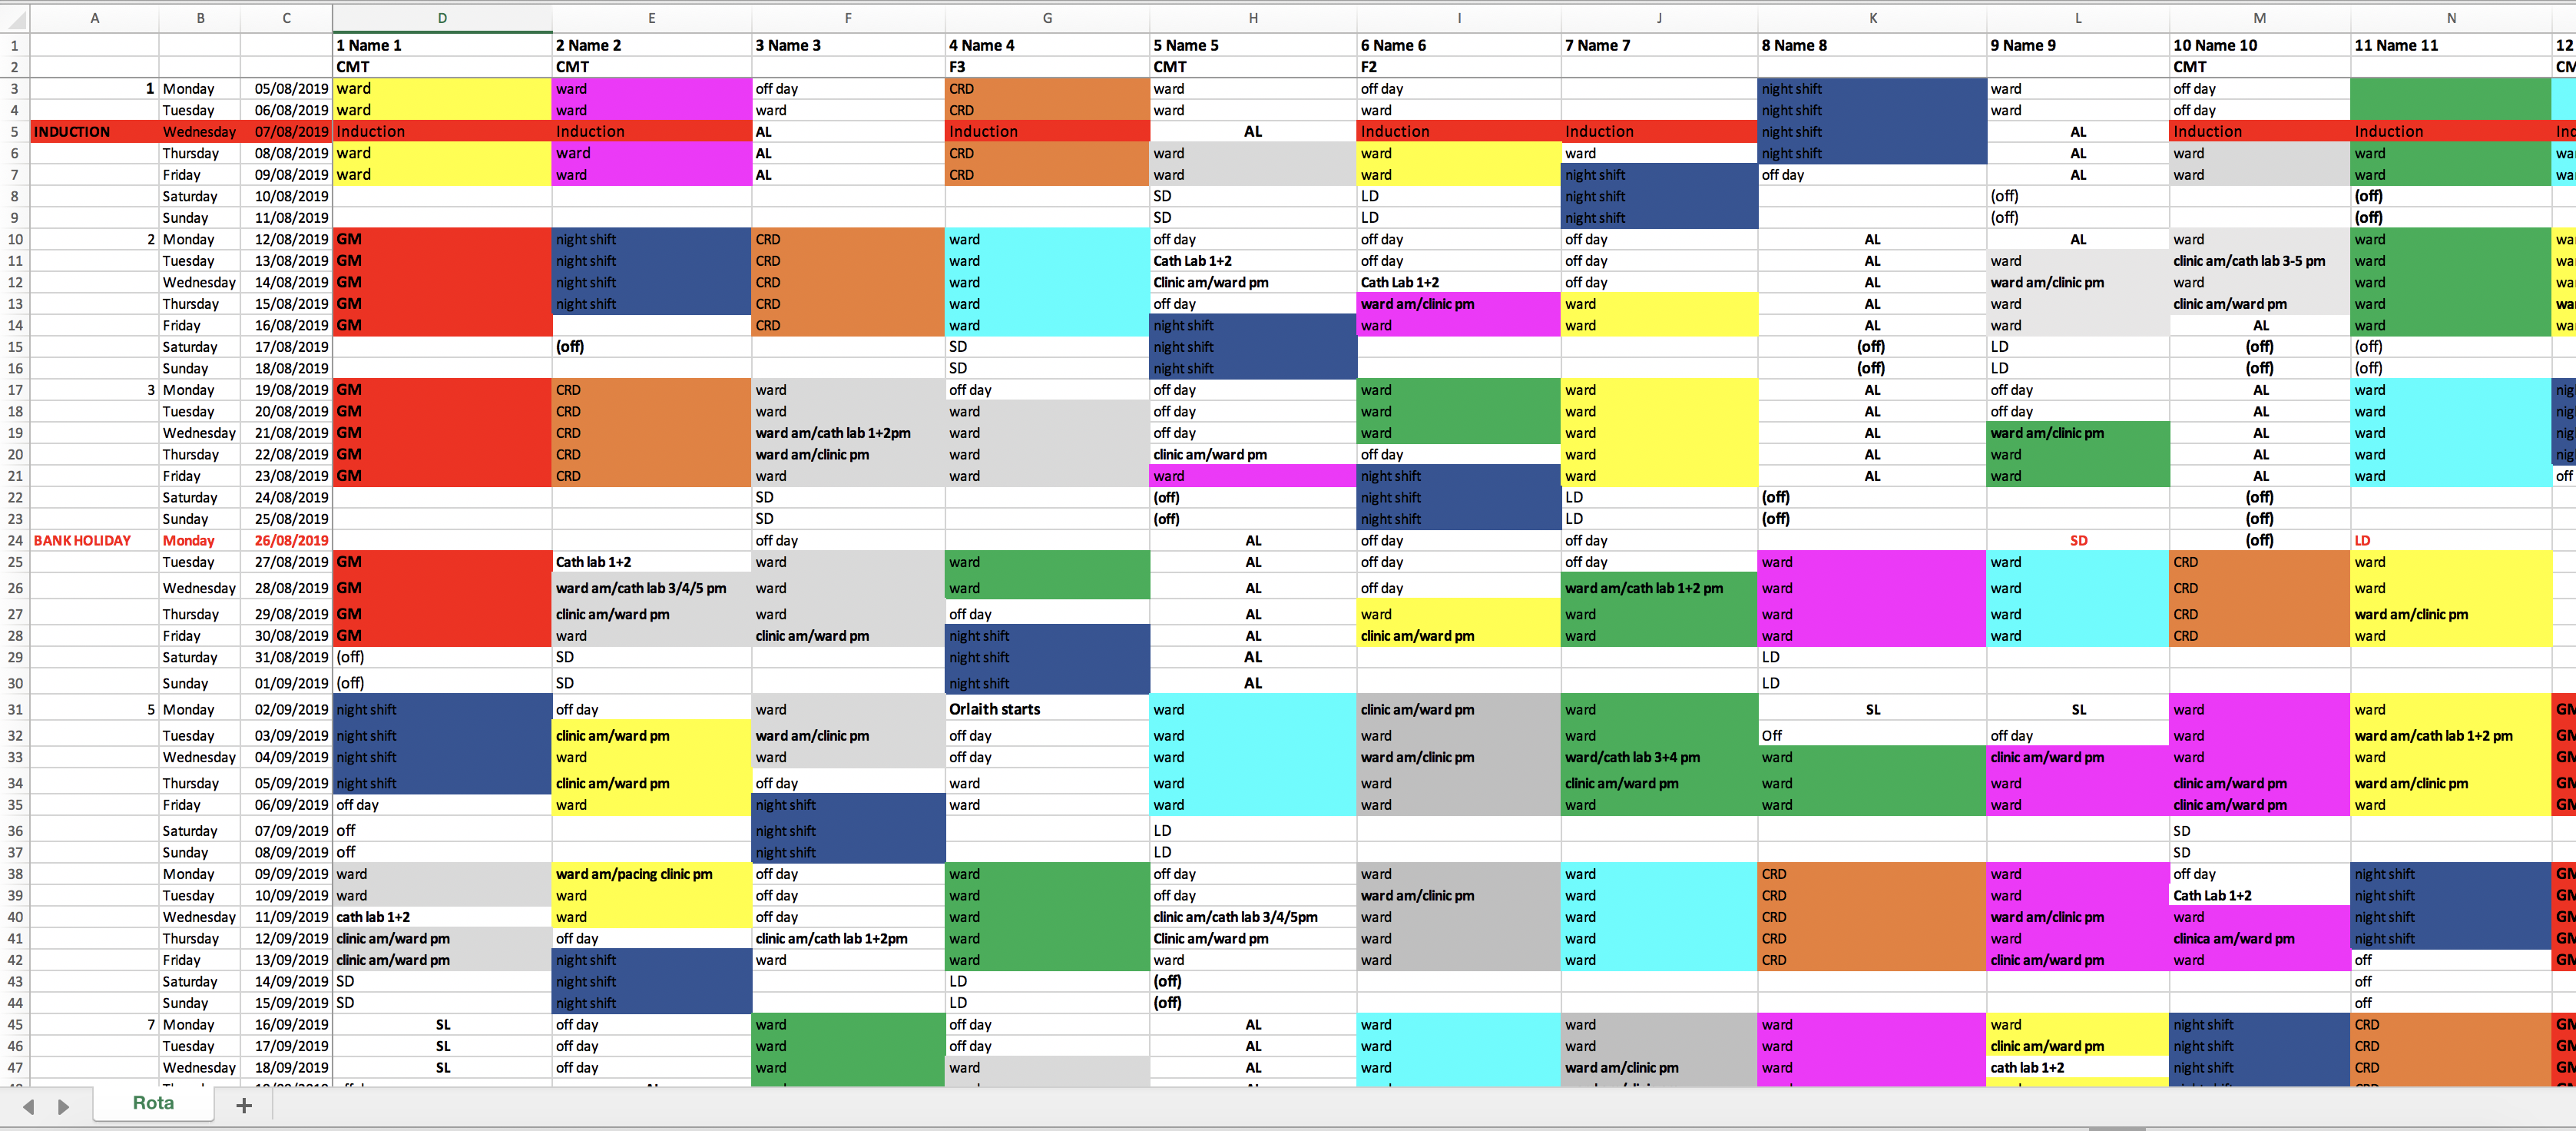 A B C D E F G H I J K L M N
1 1 Name 1 2 Name 2 3 Name 3 4 Name 4 5 Name 5 6 Name 6 7 Name 7 8 Name 8 9 Name 9 10 Name 10 11 Name 11 12
2 CMT CMT F3 CMT F2 CMT CM
3 1 Monday 05/08/2019 ward ward off day CRD ward off day night shift ward off day
4 Tuesday 06/08/2019 ward ward ward CRD ward ward night shift ward off day
5 INDUCTION Wednesday 07/08/2019 Induction Induction AL Induction AL Induction Induction night shift AL Induction Induction Ind
6 Thursday 08/08/2019 ward ward AL CRD ward ward ward night shift AL ward ward wa
7 Friday 09/08/2019 ward ward AL CRD ward ward night shift off day AL ward ward wa
8 Saturday 10/08/2019 SD LD night shift (off) (off)
9 Sunday 11/08/2019 SD LD night shift (off) (off)
10 2 Monday 12/08/2019 GM night shift CRD ward off day off day off day AL AL ward ward wa
11 Tuesday 13/08/2019 GM night shift CRD ward Cath Lab 1+2 off day off day AL ward clinic am/cath lab 3-5 pm ward wa
12 Wednesday 14/08/2019 GM night shift CRD ward Clinic am/ward pm Cath Lab 1+2 off day AL ward am/clinic pm ward ward wa
13 Thursday 15/08/2019 GM night shift CRD ward off day ward am/clinic pm ward AL ward clinic am/ward pm ward wa
14 Friday 16/08/2019 GM CRD ward night shift ward ward AL ward AL ward wa
15 Saturday 17/08/2019 (off) SD night shift (off) LD (off) (off)
16 Sunday 18/08/2019 SD night shift (off) LD (off) (off)
17 3 Monday 19/08/2019 GM CRD ward off day off day ward ward AL off day AL ward nig
18 Tuesday 20/08/2019 GM CRD ward ward off day ward ward AL off day AL ward nig
19 Wednesday 21/08/2019 GM CRD ward am/cath lab 1+2pm ward off day ward ward AL ward am/clinic pm AL ward nig
20 Thursday 22/08/2019 GM CRD ward am/clinic pm ward clinic am/ward pm off day ward AL ward AL ward nig
21 Friday 23/08/2019 GM CRD ward ward ward night shift ward AL ward AL ward off
22 Saturday 24/08/2019 SD (off) night shift LD (off) (off)
23 Sunday 25/08/2019 SD (off) night shift LD (off) (off)
24 BANK HOLIDAY Monday 26/08/2019 off day AL off day off day SD (off) LD
25 Tuesday 27/08/2019 GM Cath lab 1+2 ward ward AL off day off day ward ward CRD ward
26 Wednesday 28/08/2019 GM ward am/cath lab 3/4/5 pm ward ward AL off day ward am/cath lab 1+2 pm ward ward CRD ward
27 Thursday 29/08/2019 GM clinic am/ward pm ward off day AL ward ward ward ward CRD ward am/clinic pm
28 Friday 30/08/2019 GM ward clinic am/ward pm night shift AL clinic am/ward pm ward ward ward CRD ward
29 Saturday 31/08/2019 (off) SD night shift AL LD
30 Sunday 01/09/2019 (off) SD night shift AL LD
31 5 Monday 02/09/2019 night shift off day ward Orlaith starts ward clinic am/ward pm ward SL SL ward ward GM
32 Tuesday 03/09/2019 night shift clinic am/ward pm ward am/clinic pm off day ward ward ward Off off day ward ward am/cath lab 1+2 pm GM
33 Wednesday 04/09/2019 night shift ward ward off day ward ward am/clinic pm ward/cath lab 3+4 pm ward clinic am/ward pm ward ward GM
34 Thursday 05/09/2019 night shift clinic am/ward pm off day ward ward ward clinic am/ward pm ward ward clinic am/ward pm ward am/clinic pm GM
35 Friday 06/09/2019 off day ward night shift ward ward ward ward ward ward clinic am/ward pm ward GM
36 Saturday 07/09/2019 off night shift LD SD
37 Sunday 08/09/2019 off night shift LD SD
38 Monday 09/09/2019 ward ward am/pacing clinic pm off day ward off day ward ward CRD ward off day night shift GM
39 Tuesday 10/09/2019 ward ward off day ward off day ward am/clinic pm ward CRD ward Cath Lab 1+2 night shift GM
40 Wednesday 11/09/2019 cath lab 1+2 ward off day ward clinic am/cath lab 3/4/5pm ward ward CRD ward am/clinic pm ward night shift GM
41 Thursday 12/09/2019 clinic am/ward pm off day clinic am/cath lab 1+2pm ward Clinic am/ward pm ward ward CRD ward clinica am/ward pm night shift GM
42 Friday 13/09/2019 clinic am/ward pm night shift ward ward ward ward ward CRD clinic am/ward pm ward off GM
43 Saturday 14/09/2019 SD night shift LD (off) off
44 Sunday 15/09/2019 SD night shift LD (off) off
45 7 Monday 16/09/2019 SL off day ward off day AL ward ward ward ward night shift CRD GM
46 Tuesday 17/09/2019 SL off day ward off day AL ward ward ward clinic am/ward pm night shift CRD GM
47 Wednesday 18/09/2019 SL off day ward ward AL ward ward am/clinic pm ward cath lab 1+2 night shift CRD GM
Rota +